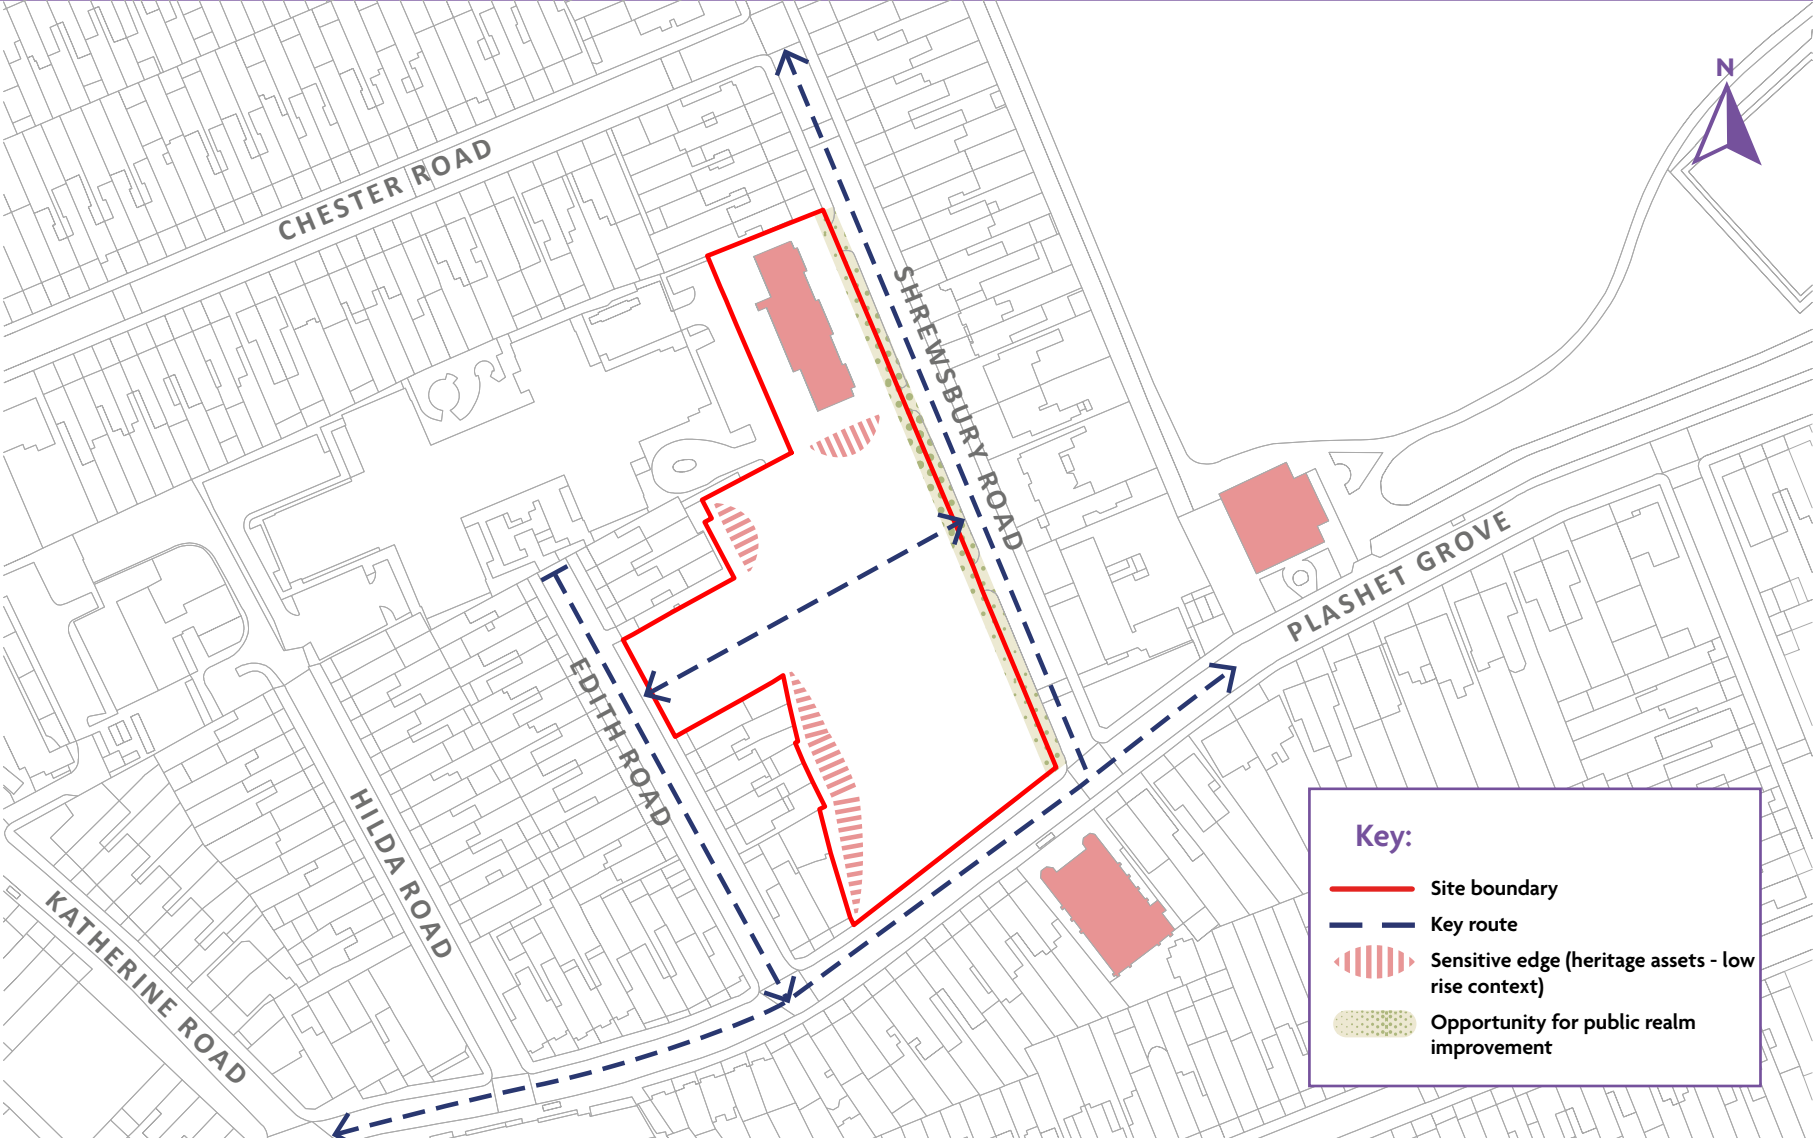 N
CHESTER ROAD
SHREWSBURY ROAD
PLASHET GROVE
EDITH ROAD
HILDA ROAD
KATHERINE ROAD
Key:
Site boundary
Key route
Sensitive edge (heritage assets - low
rise context)
Opportunity for public realm
improvement